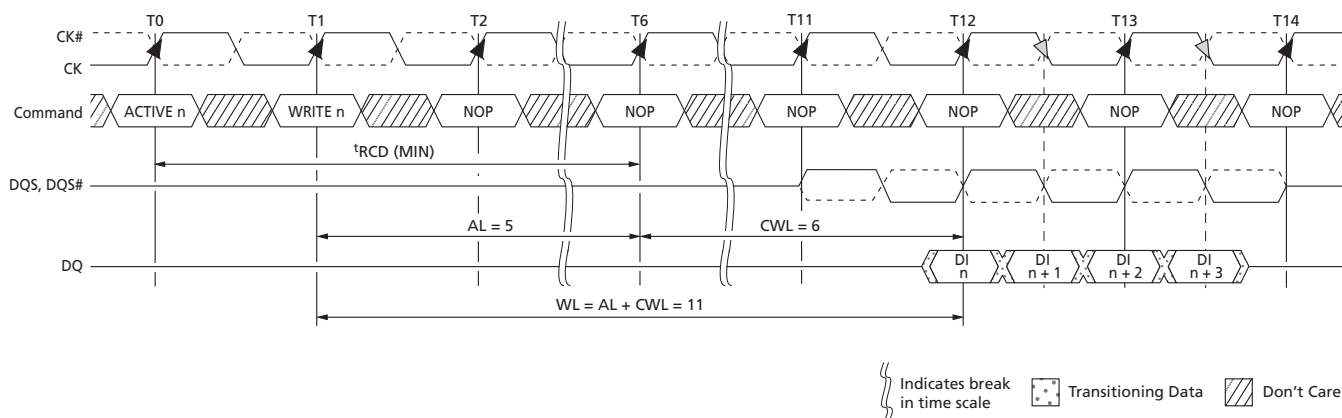 T0 T1 T2 T6 T11 T12 T13 T14
CK#
CK
Command ACTIVE n WRITE n NOP NOP NOP NOP NOP NOP
tRCD (MIN)
DQS, DQS#
AL = 5 CWL = 6
DQ DI n DI n + 1 DI n + 2 DI n + 3
WL = AL + CWL = 11
Indicates break in time scale Transitioning Data Don't Care